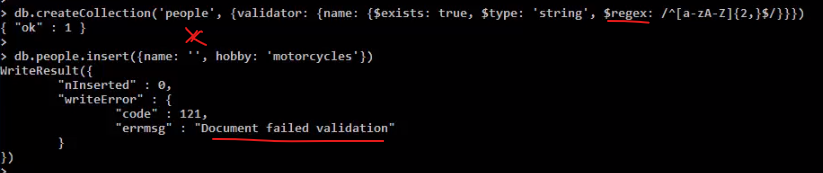 > db.createCollection('people', {validator: {name: {$exists: true, $type: 'string', $regex: /^[a-zA-Z]{2,}$/}}})
{ "ok" : 1 }
>
> db.people.insert({name: '', hobby: 'motorcycles'})
WriteResult({
        "nInserted" : 0,
        "writeError" : {
                "code" : 121,
                "errmsg" : "Document failed validation"
        }
})
>